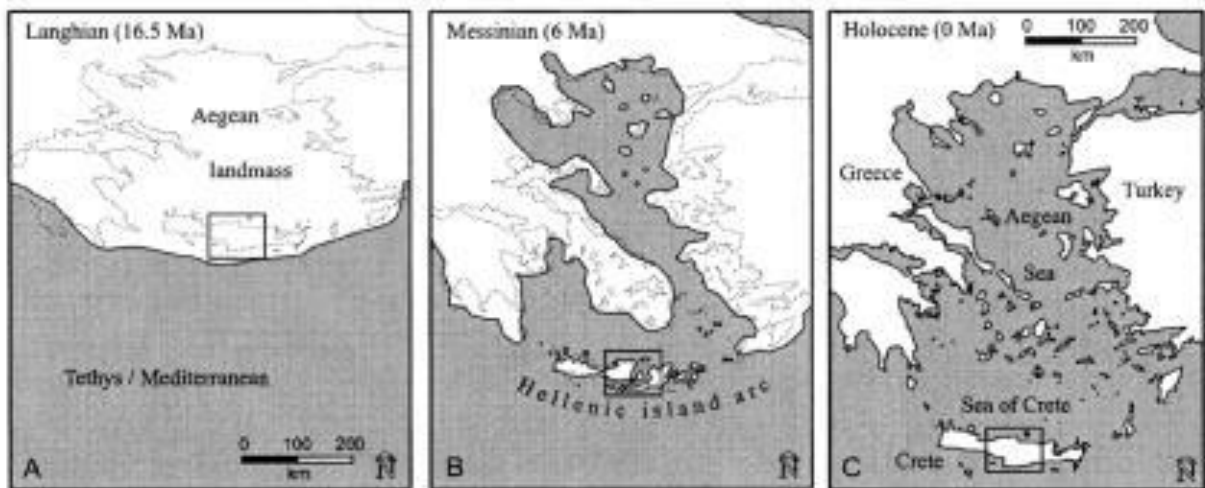 Langhian (16.5 Ma)
Aegean
landmass
Tethys / Mediterranean
0 100 200
km
A
N
Messinian (6 Ma)
Hellenic island arc
B
N
Holocene (0 Ma)
0 100 200
km
Greece
Turkey
Aegean
Sea
Sea of Crete
Crete
C
N